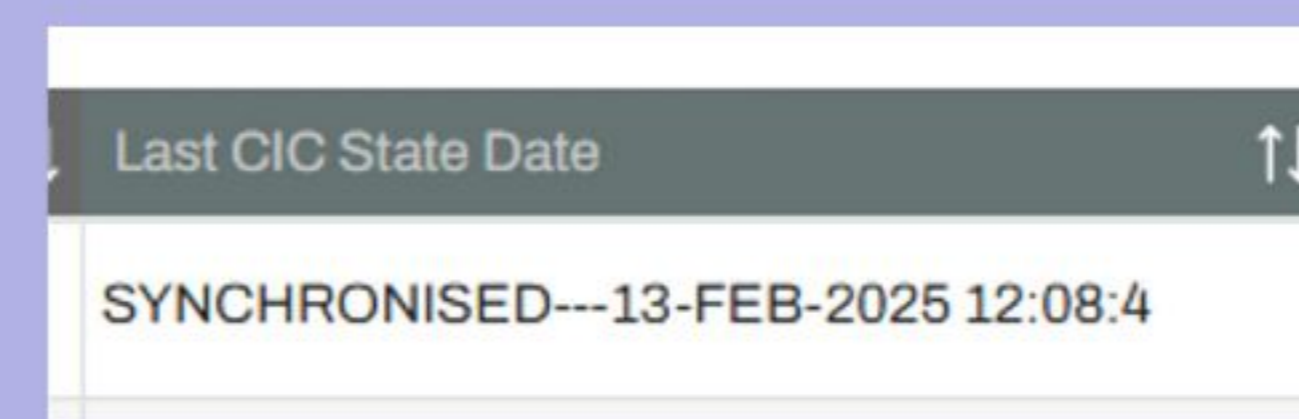 Last CIC State Date
SYNCHRONISED---13-FEB-2025 12:08:4